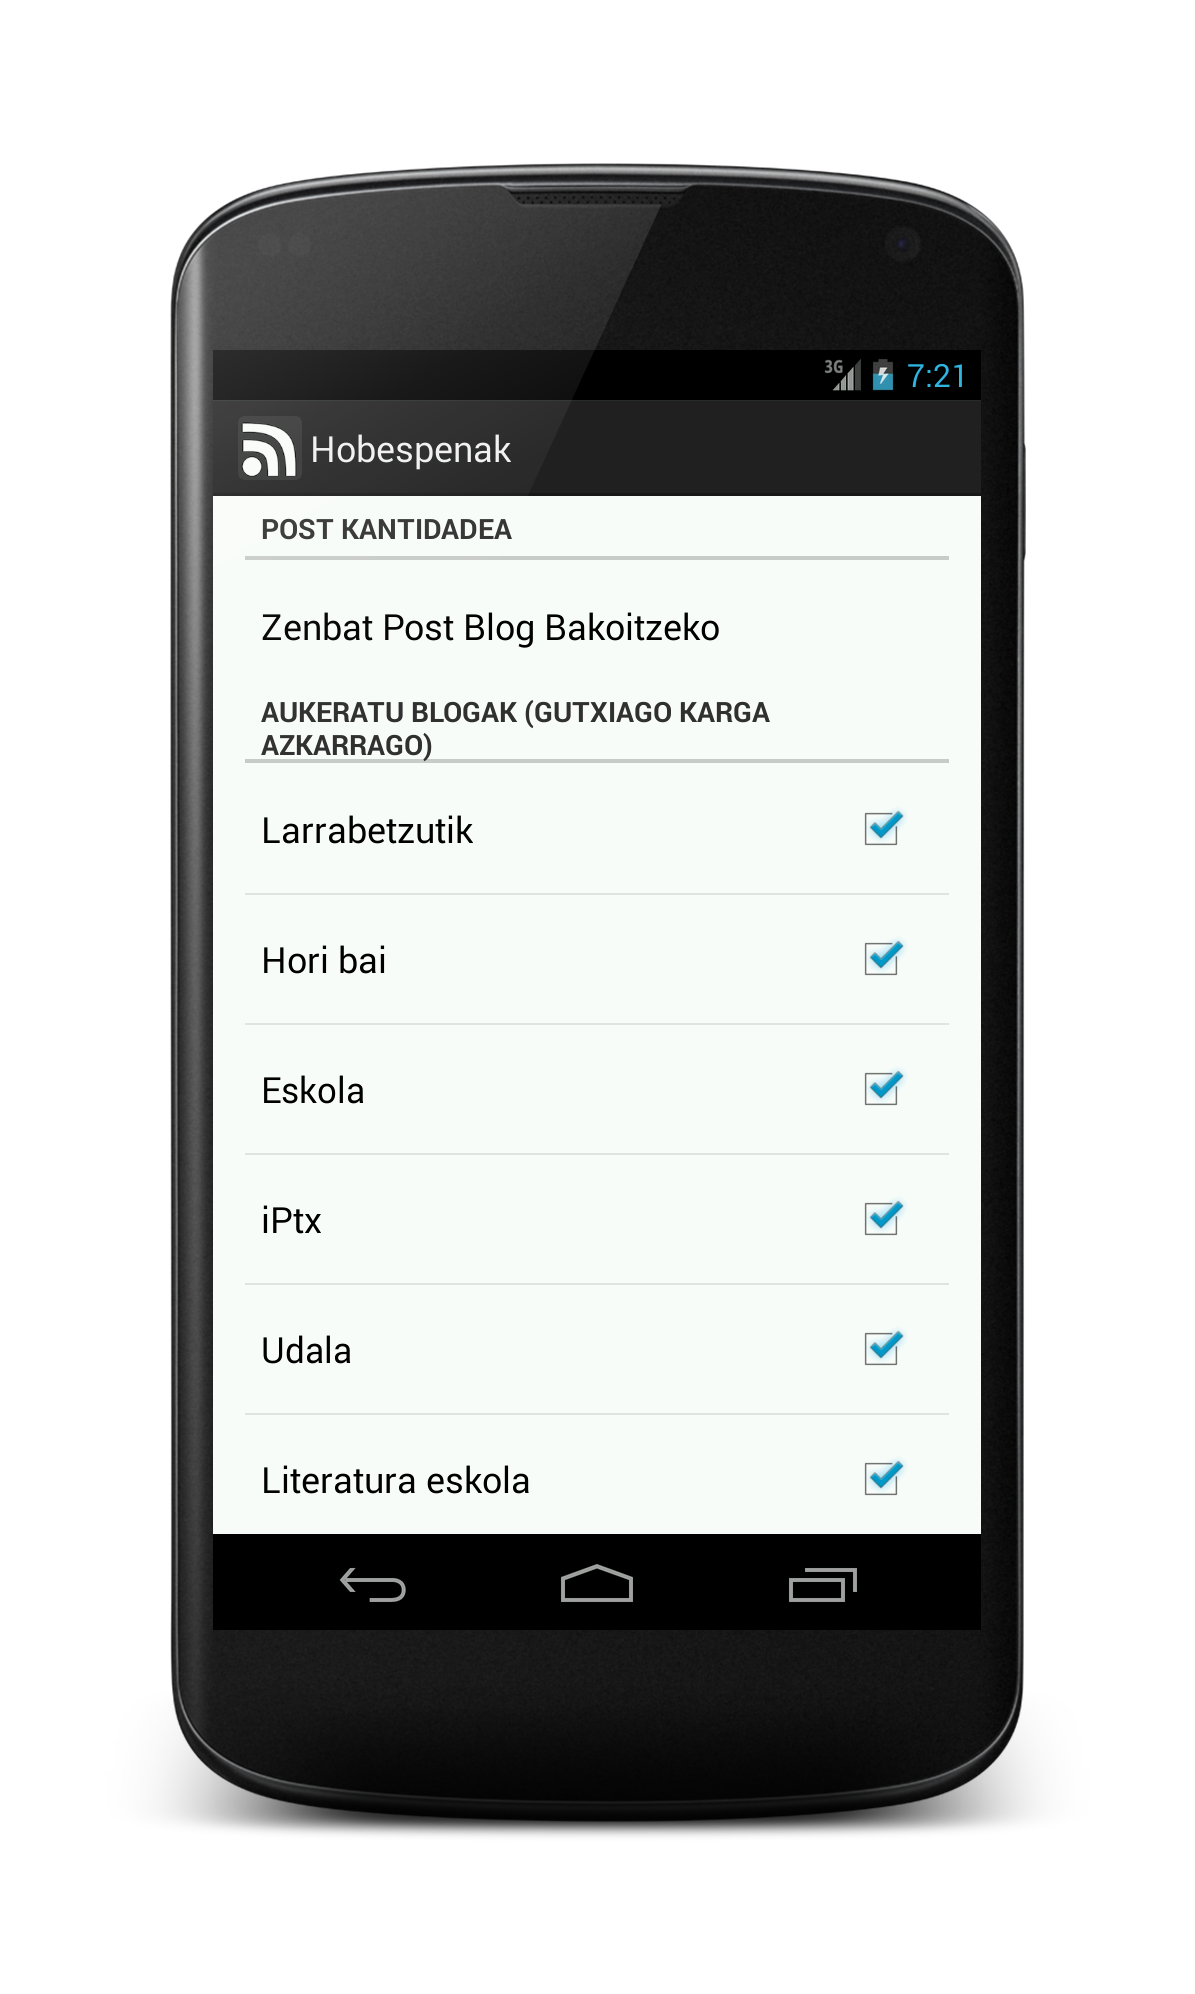 3G 7:21
Hobespenak
POST KANTIDADEA
Zenbat Post Blog Bakoitzeko
AUKERATU BLOGAK (GUTXIAGO KARGA
AZKARRAGO)
Larrabetzutik
Hori bai
Eskola
iPtx
Udala
Literatura eskola